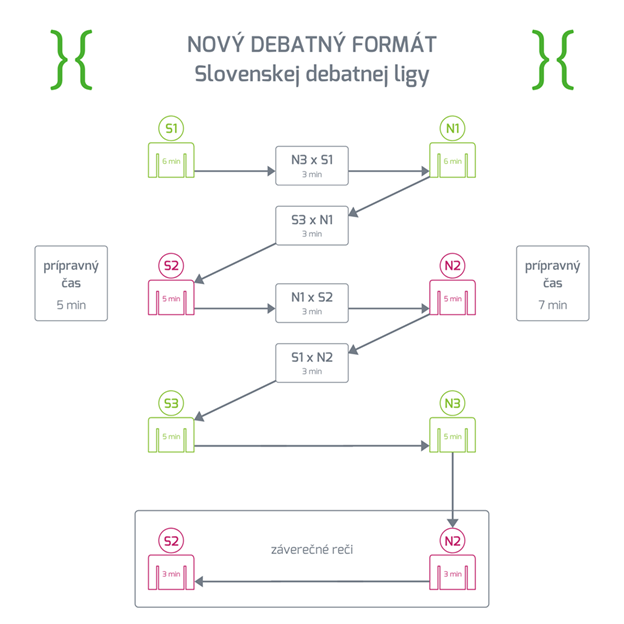 NOVÝ DEBATNÝ FORMÁT
Slovenskej debatnej ligy
S1
6 min
N3 x S1
3 min
N1
6 min
S3 x N1
3 min
prípravný
čas
5 min
S2
5 min
N1 x S2
3 min
N2
5 min
prípravný
čas
7 min
S1 x N2
3 min
S3
5 min
N3
5 min
záverečné reči
S2
3 min
N2
3 min